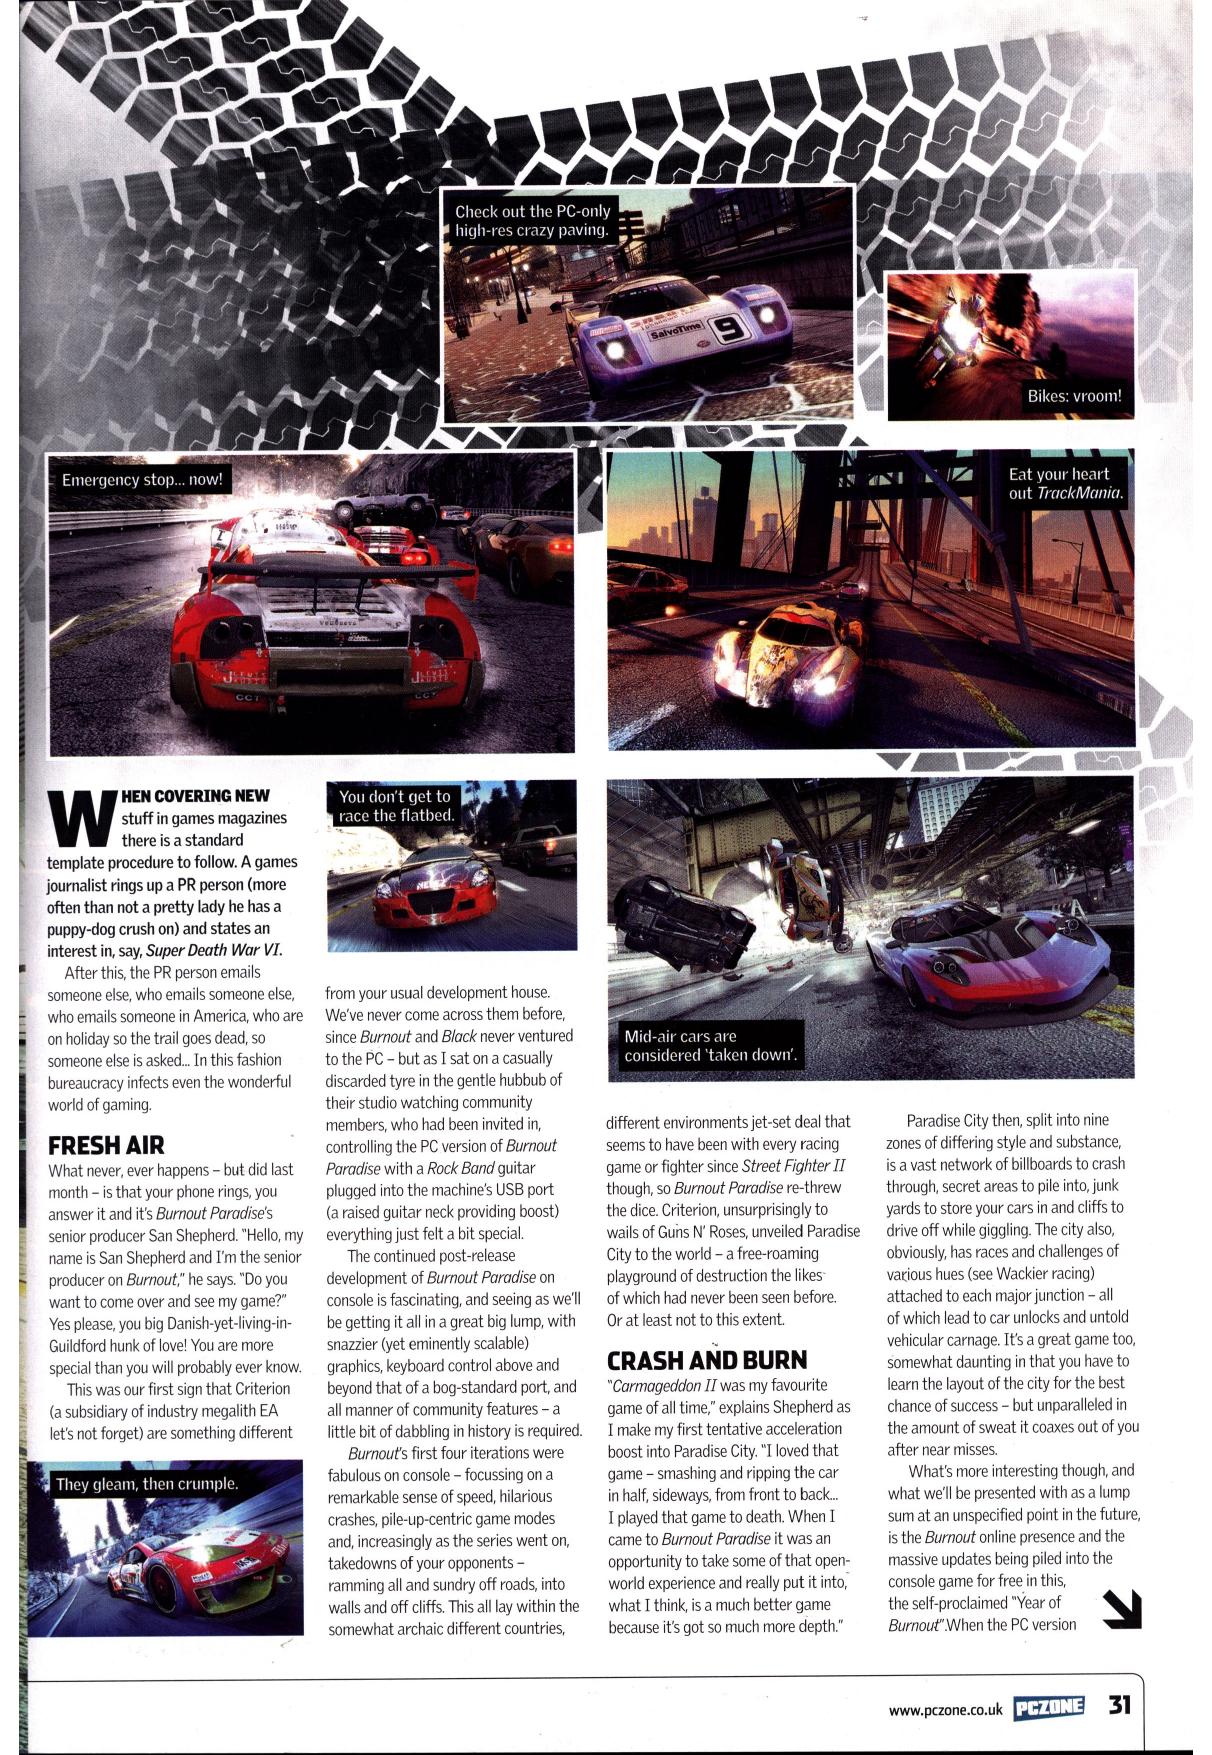 Check out the PC-only
high-res crazy paving.
SalvoTime
9
Bikes: vroom!
Emergency stop... now!
CCT
CCT
Eat your heart
out TrackMania.
WHEN COVERING NEW
stuff in games magazines
there is a standard
template procedure to follow. A games
journalist rings up a PR person (more
often than not a pretty lady he has a
puppy-dog crush on) and states an
interest in, say, Super Death War VI.
After this, the PR person emails
someone else, who emails someone else,
who emails someone in America, who are
on holiday so the trail goes dead, so
someone else is asked... In this fashion
bureaucracy infects even the wonderful
world of gaming.
FRESH AIR
What never, ever happens – but did last
month – is that your phone rings, you
answer it and it's Burnout Paradise's
senior producer San Shepherd. "Hello, my
name is San Shepherd and I'm the senior
producer on Burnout," he says. "Do you
want to come over and see my game?"
Yes please, you big Danish-yet-living-in-
Guildford hunk of love! You are more
special than you will probably ever know.
This was our first sign that Criterion
(a subsidiary of industry megalith EA
let's not forget) are something different
They gleam, then crumple.
You don't get to
race the flatbed.
from your usual development house.
We've never come across them before,
since Burnout and Black never ventured
to the PC – but as I sat on a casually
discarded tyre in the gentle hubbub of
their studio watching community
members, who had been invited in,
controlling the PC version of Burnout
Paradise with a Rock Band guitar
plugged into the machine's USB port
(a raised guitar neck providing boost)
everything just felt a bit special.
The continued post-release
development of Burnout Paradise on
console is fascinating, and seeing as we'll
be getting it all in a great big lump, with
snazzier (yet eminently scalable)
graphics, keyboard control above and
beyond that of a bog-standard port, and
all manner of community features – a
little bit of dabbling in history is required.
Burnout's first four iterations were
fabulous on console – focussing on a
remarkable sense of speed, hilarious
crashes, pile-up-centric game modes
and, increasingly as the series went on,
takedowns of your opponents –
ramming all and sundry off roads, into
walls and off cliffs. This all lay within the
somewhat archaic different countries,
Mid-air cars are
considered 'taken down'.
different environments jet-set deal that
seems to have been with every racing
game or fighter since Street Fighter II
though, so Burnout Paradise re-threw
the dice. Criterion, unsurprisingly to
wails of Guns N' Roses, unveiled Paradise
City to the world – a free-roaming
playground of destruction the likes
of which had never been seen before.
Or at least not to this extent.
CRASH AND BURN
"Carmageddon II was my favourite
game of all time," explains Shepherd as
I make my first tentative acceleration
boost into Paradise City. "I loved that
game – smashing and ripping the car
in half, sideways, from front to back...
I played that game to death. When I
came to Burnout Paradise it was an
opportunity to take some of that open-
world experience and really put it into,
what I think, is a much better game
because it's got so much more depth."
Paradise City then, split into nine
zones of differing style and substance,
is a vast network of billboards to crash
through, secret areas to pile into, junk
yards to store your cars in and cliffs to
drive off while giggling. The city also,
obviously, has races and challenges of
various hues (see Wackier racing)
attached to each major junction – all
of which lead to car unlocks and untold
vehicular carnage. It's a great game too,
somewhat daunting in that you have to
learn the layout of the city for the best
chance of success – but unparalleled in
the amount of sweat it coaxes out of you
after near misses.
What's more interesting though, and
what we'll be presented with as a lump
sum at an unspecified point in the future,
is the Burnout online presence and the
massive updates being piled into the
console game for free in this,
the self-proclaimed "Year of
Burnout".When the PC version
www.pczone.co.uk PCZONE 31